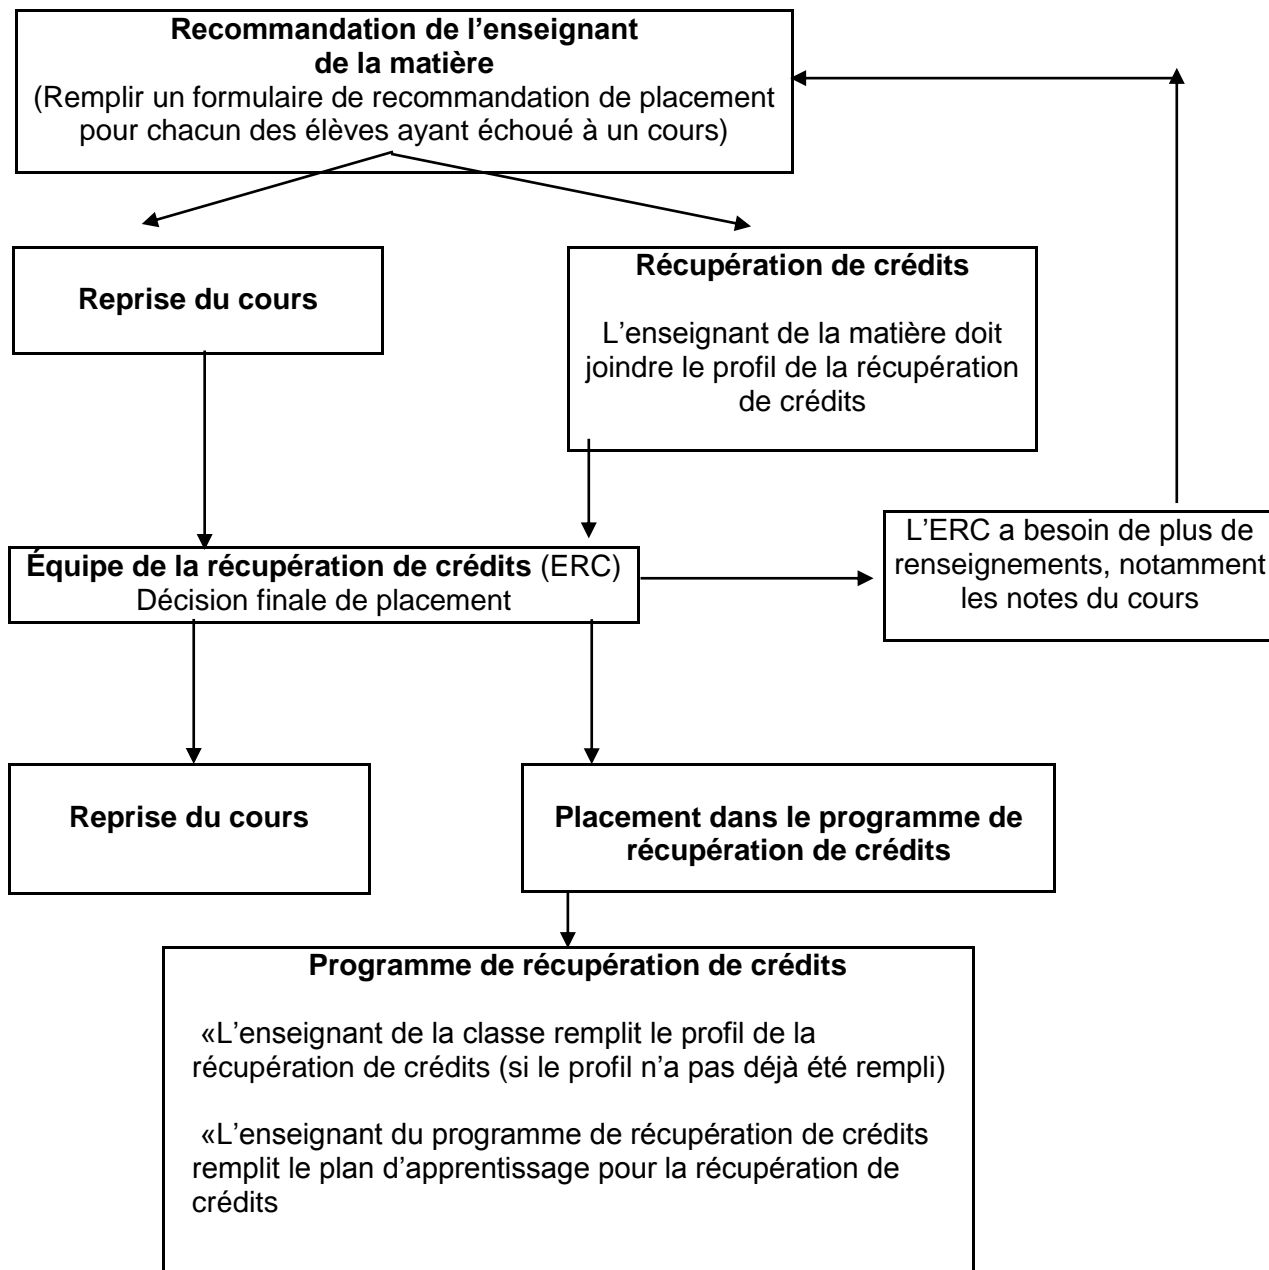 Recommandation de l’enseignant
de la matière
(Remplir un formulaire de recommandation de placement
pour chacun des élèves ayant échoué à un cours)
Reprise du cours
Récupération de crédits
L’enseignant de la matière doit
joindre le profil de la récupération
de crédits
Équipe de la récupération de crédits (ERC)
Décision finale de placement
L’ERC a besoin de plus de
renseignements, notamment
les notes du cours
Reprise du cours
Placement dans le programme de
récupération de crédits
Programme de récupération de crédits
«L’enseignant de la classe remplit le profil de la
récupération de crédits (si le profil n’a pas déjà été rempli)
«L’enseignant du programme de récupération de crédits
remplit le plan d’apprentissage pour la récupération de
crédits